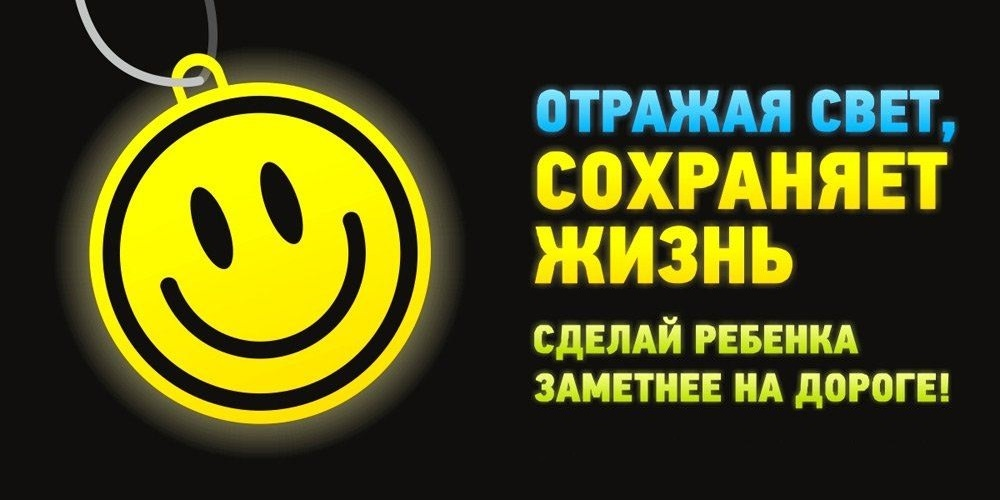 ОТРАЖАЯ СВЕТ,
СОХРАНЯЕТ
ЖИЗНЬ
СДЕЛАЙ РЕБЕНКА
ЗАМЕТНЕЕ НА ДОРОГЕ!